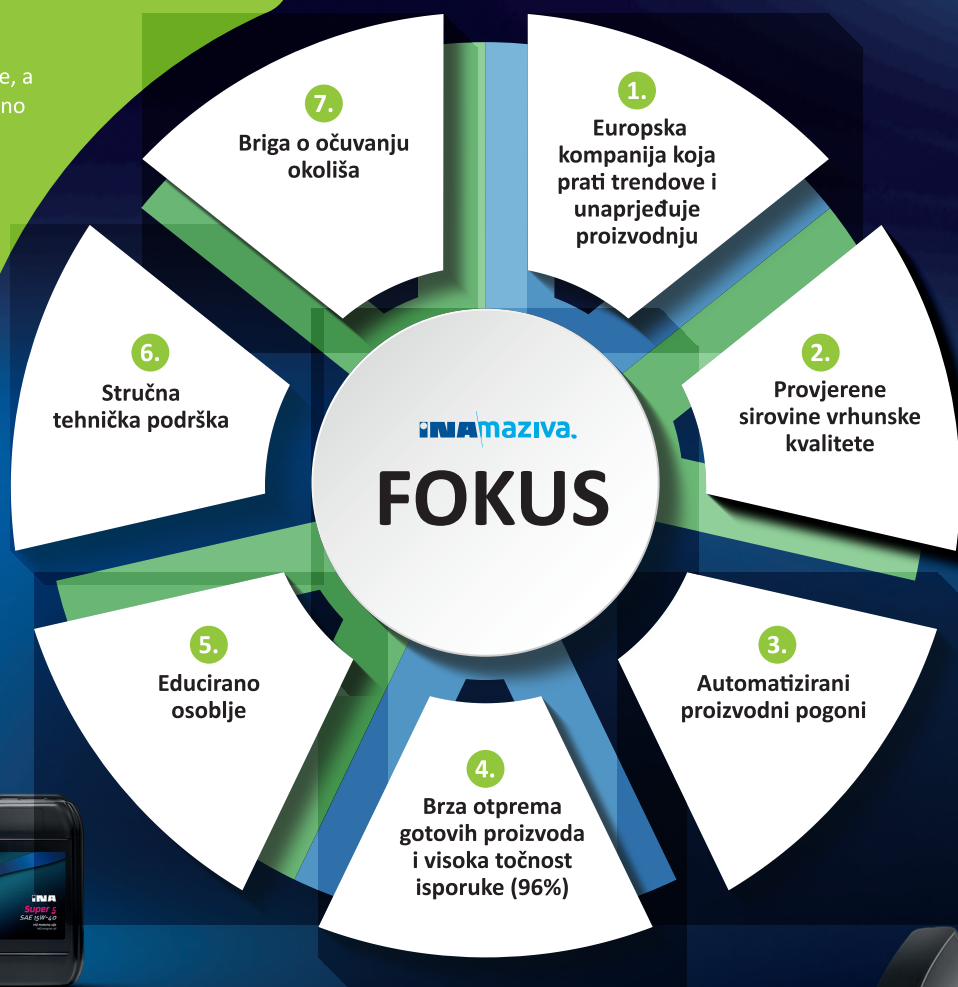 e, a
no
1.
Europska
kompanija koja
prati trendove i
unaprjeđuje
proizvodnju
2.
Provjerene
sirovine vrhunske
kvalitete
3.
Automatizirani
proizvodni pogoni
4.
Brza otprema
gotovih proizvoda
i visoka točnost
isporuke (96%)
5.
Educirano
osoblje
6.
Stručna
tehnička podrška
7.
Briga o očuvanju
okoliša
INAmaziva.
FOKUS
INA
Super 5
SAE 15W-40